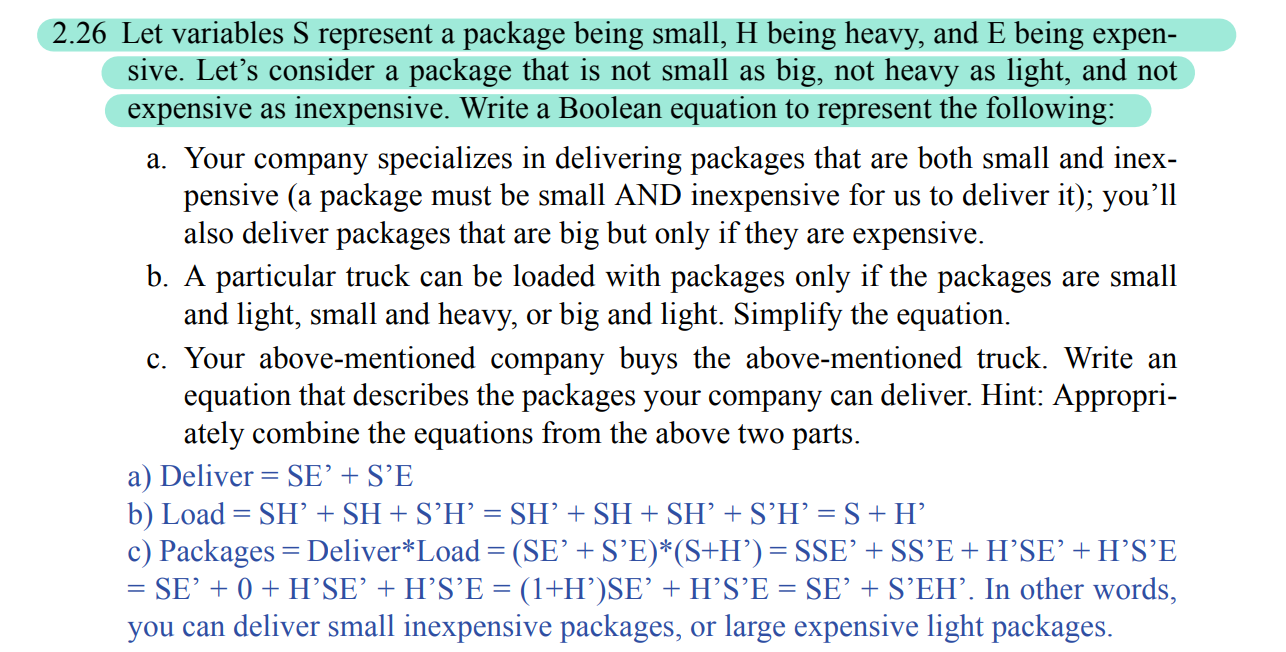 2.26 Let variables S represent a package being small, H being heavy, and E being expen-
sive. Let’s consider a package that is not small as big, not heavy as light, and not
expensive as inexpensive. Write a Boolean equation to represent the following:
a. Your company specializes in delivering packages that are both small and inex-
pensive (a package must be small AND inexpensive for us to deliver it); you’ll
also deliver packages that are big but only if they are expensive.
b. A particular truck can be loaded with packages only if the packages are small
and light, small and heavy, or big and light. Simplify the equation.
c. Your above-mentioned company buys the above-mentioned truck. Write an
equation that describes the packages your company can deliver. Hint: Appropri-
ately combine the equations from the above two parts.
a) Deliver = SE’ + S’E
b) Load = SH’ + SH + S’H’ = SH’ + SH + SH’ + S’H’ = S + H’
c) Packages = Deliver*Load = (SE’ + S’E)*(S+H’) = SSE’ + SS’E + H’SE’ + H’S’E
= SE’ + 0 + H’SE’ + H’S’E = (1+H’)SE’ + H’S’E = SE’ + S’EH’. In other words,
you can deliver small inexpensive packages, or large expensive light packages.